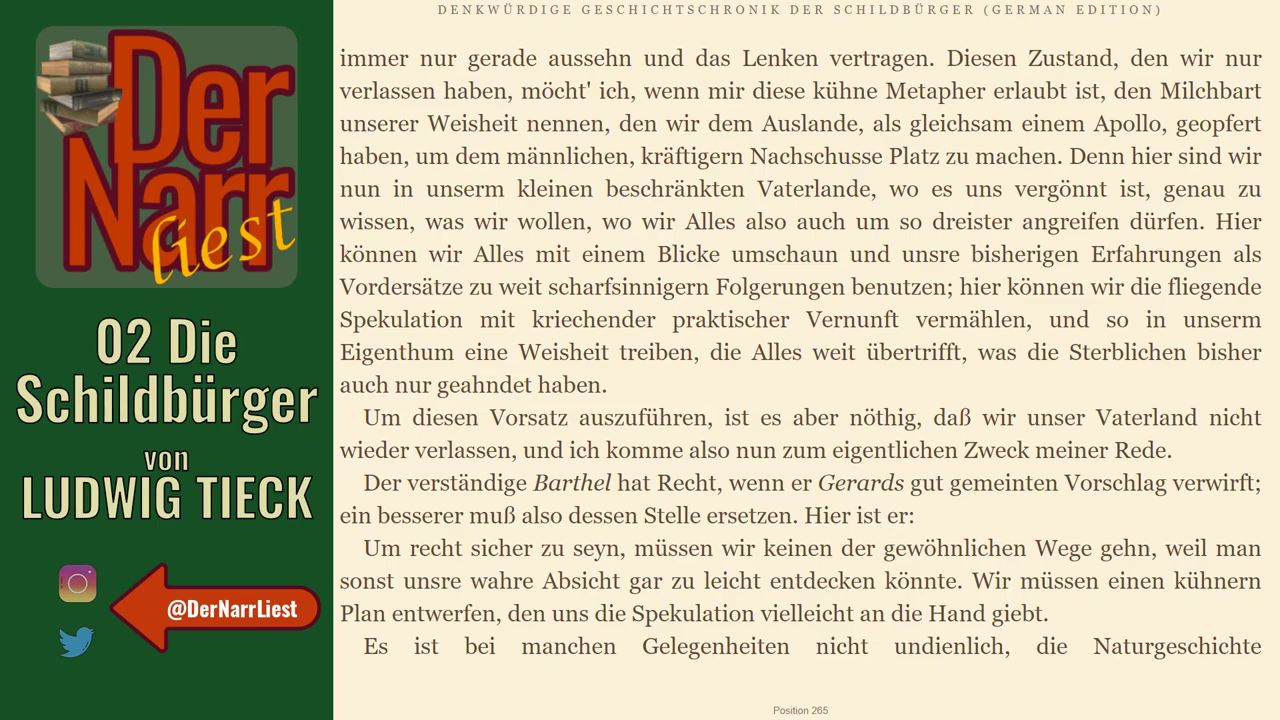 Der
Narr
liest
02 Die
Schildbürger
von
LUDWIG TIECK
@DerNarrLiest
DENKWÜRDIGE GESCHICHTSCHRONIK DER SCHILDBÜRGER (GERMAN EDITION)
immer nur gerade aussehn und das Lenken vertragen. Diesen Zustand, den wir nur
verlassen haben, möcht' ich, wenn mir diese kühne Metapher erlaubt ist, den Milchbart
unserer Weisheit nennen, den wir dem Auslande, als gleichsam einem Apollo, geopfert
haben, um dem männlichen, kräftigern Nachschusse Platz zu machen. Denn hier sind wir
nun in unserm kleinen beschränkten Vaterlande, wo es uns vergönnt ist, genau zu
wissen, was wir wollen, wo wir Alles also auch um so dreister angreifen dürfen. Hier
können wir Alles mit einem Blicke umschaun und unsre bisherigen Erfahrungen als
Vordersätze zu weit scharfsinnigern Folgerungen benutzen; hier können wir die fliegende
Spekulation mit kriechender praktischer Vernunft vermählen, und so in unserm
Eigenthum eine Weisheit treiben, die Alles weit übertrifft, was die Sterblichen bisher
auch nur geahndet haben.
Um diesen Vorsatz auszuführen, ist es aber nöthig, daß wir unser Vaterland nicht
wieder verlassen, und ich komme also nun zum eigentlichen Zweck meiner Rede.
Der verständige Barthel hat Recht, wenn er Gerards gut gemeinten Vorschlag verwirft;
ein besserer muß also dessen Stelle ersetzen. Hier ist er:
Um recht sicher zu seyn, müssen wir keinen der gewöhnlichen Wege gehn, weil man
sonst unsre wahre Absicht gar zu leicht entdecken könnte. Wir müssen einen kühnern
Plan entwerfen, den uns die Spekulation vielleicht an die Hand giebt.
Es ist bei manchen Gelegenheiten nicht undienlich, die Naturgeschichte
Position 265